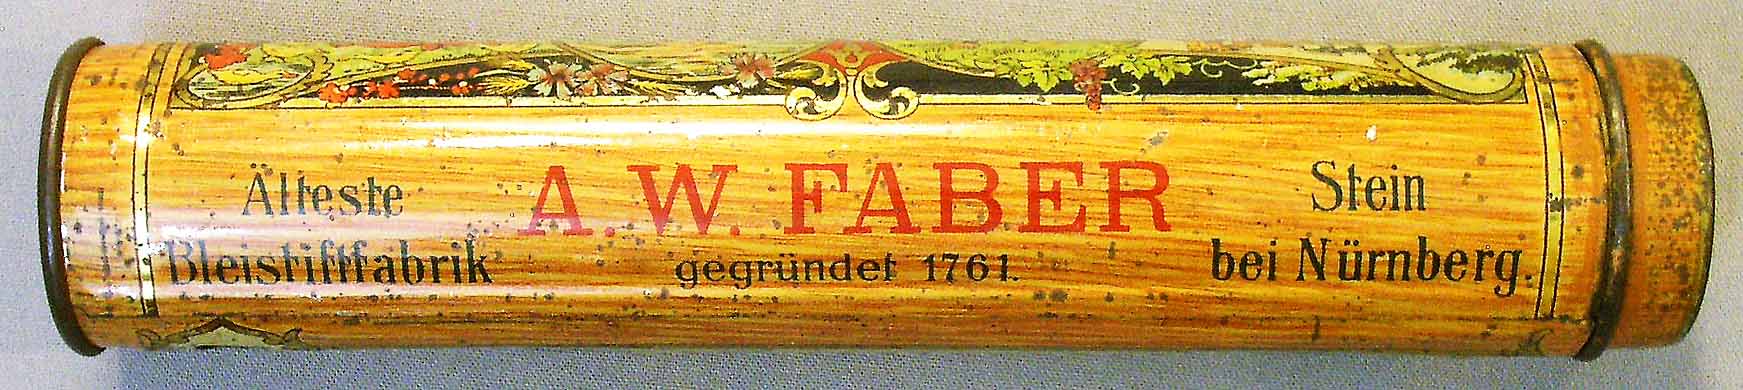 Älteste
Bleistiftfabrik
A. W. FABER
gegründet 1761.
Stein
bei Nürnberg.